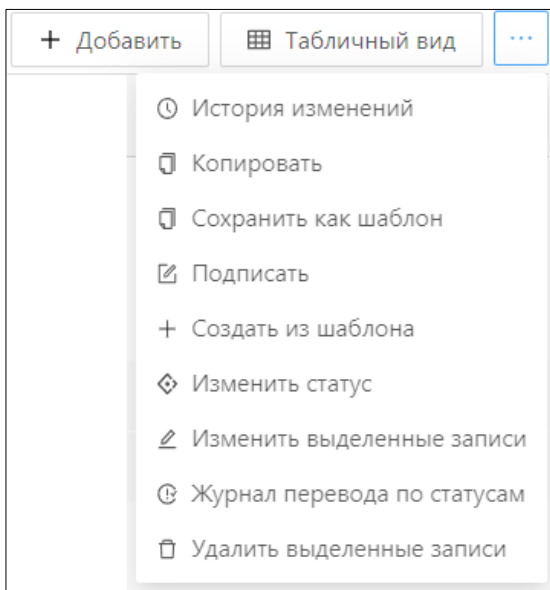 + Добавить Табличный вид ...
История изменений
Копировать
Сохранить как шаблон
Подписать
+ Создать из шаблона
Изменить статус
Изменить выделенные записи
Журнал перевода по статусам
Удалить выделенные записи